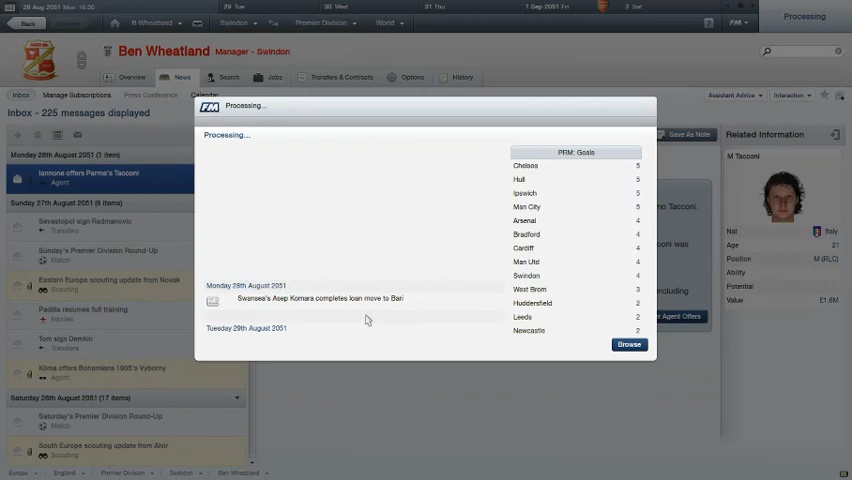 28 Aug 2051 Mon 16:00
29 Tue
30 Wed
31 Thu
1 Sep 51 Fri
2 Sat
Back
B Wheatland
Swindon
Premier Division
World
?
FM
Processing
Ben Wheatland Manager - Swindon
Overview
News
Search
Jobs
Transfers & Contracts
Options
History
Inbox
Manage Subscriptions
Press Conference
Calendar
Assistant Advice
Interaction
Inbox - 225 messages displayed
Save As Note
Related Information
Monday 28th August 2051 (1 item)
Iannone offers Parma's Tacconi
Agent
Sunday 27th August 2051 (6 items)
Sevastopol sign Radmanovic
Transfers
Sunday's Premier Division Round-Up
Match
Eastern Europe scouting update from Novak
Scouting
Padilla resumes full training
Injuries
Tom sign Demkin
Transfers
Klima offers Bohemians 1905's Vyborny
Agent
Saturday 26th August 2051 (17 items)
Saturday's Premier Division Round-Up
Match
South Europe scouting update from Alvir
Scouting
FM Processing...
Processing...
Monday 28th August 2051
Swansea's Asep Komara completes loan move to Bari
Tuesday 29th August 2051
PRM: Goals
Chelsea 5
Hull 5
Ipswich 5
Man City 5
Arsenal 4
Bradford 4
Cardiff 4
Man Utd 4
Swindon 4
West Brom 3
Huddersfield 2
Leeds 2
Newcastle 2
Browse
mo Tacconi.
was
er Agent Offers
M Tacconi
Nat Italy
Age 21
Position M (RLC)
Ability
Potential
Value £1.6M
Europe
England
Premier Division
Swindon
Ben Wheatland